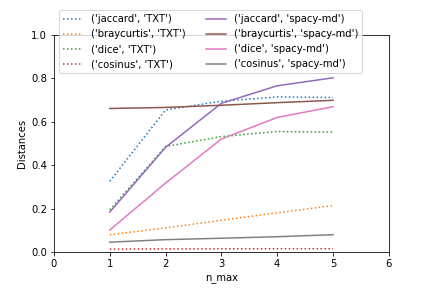 ('jaccard', 'TXT') ('jaccard', 'spacy-md')
('braycurtis', 'TXT') ('braycurtis', 'spacy-md')
('dice', 'TXT') ('dice', 'spacy-md')
('cosinus', 'TXT') ('cosinus', 'spacy-md')
1.0
0.8
0.6
0.4
0.2
0.0
Distances
0 1 2 3 4 5 6
n_max